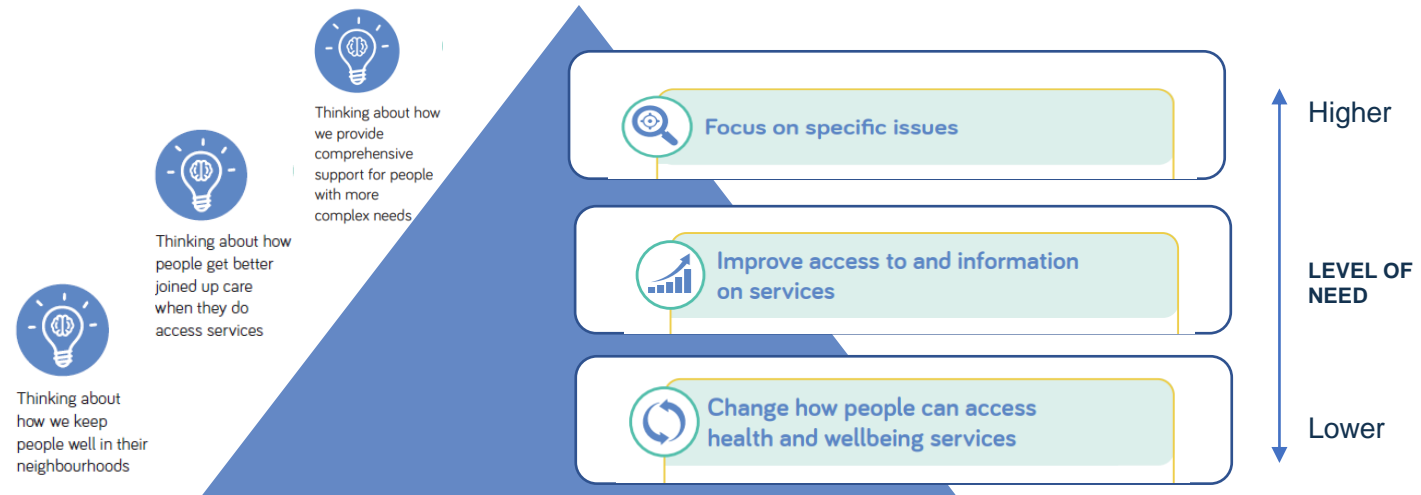 Thinking about how
we provide
comprehensive
support for people
with more
complex needs
Thinking about how
people get better
joined up care
when they do
access services
Thinking about
how we keep
people well in their
neighbourhoods
Focus on specific issues
Improve access to and information
on services
Change how people can access
health and wellbeing services
Higher
LEVEL OF
NEED
Lower